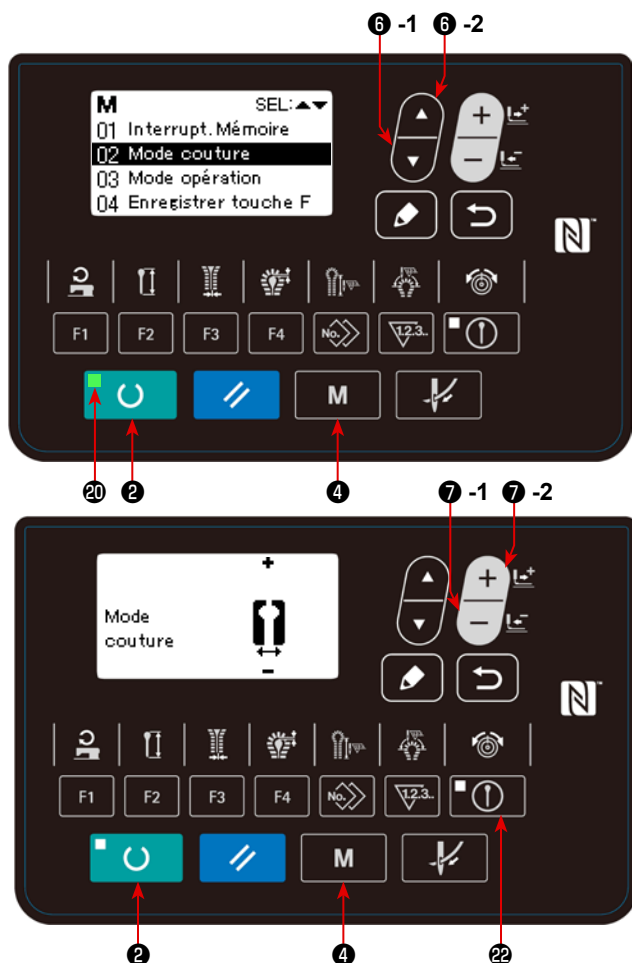 ❻ -1 ❻ -2
M SEL:▲▼
01 Interrupt.Mémoire
02 Mode couture
03 Mode opération
04 Enregistrer touche F
▲ +
▼ −
N
F1 F2 F3 F4 No. 1.2.3..
M
⓴ ❷ ❹ ❼ -1 ❼ -2
+
Mode
couture
−
▲ +
▼ −
N
F1 F2 F3 F4 No. 1.2.3..
M
❷ ❹ ㉒